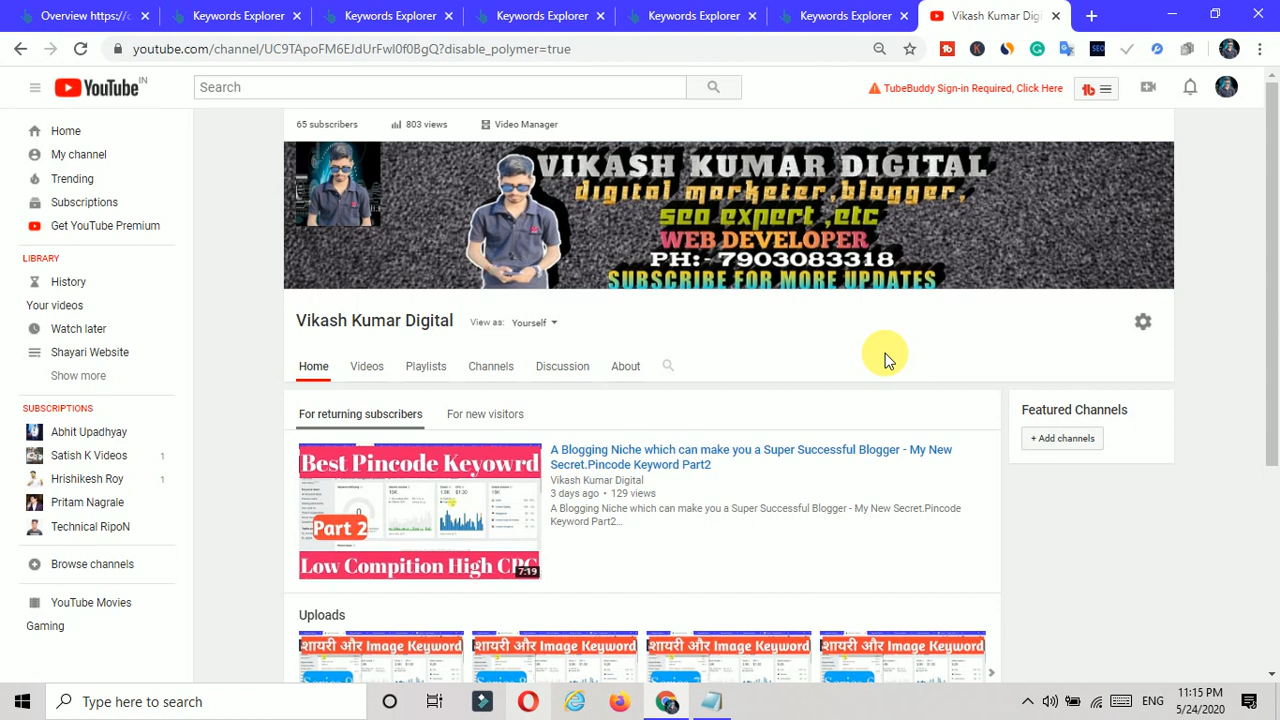 https://c
Keywords Explorer
Keywords Explorer
Keywords Explorer
Keywords Explorer
Keywords Explorer
Vikash Kumar Dig
youtube.com/channel/UC9TApoFM6EJdUrFwI0f0BgQ?disable_polymer=true
YouTube IN
Search
TubeBuddy Sign-in Required, Click Here
Home
My channel
Trending
Subscriptions
Get YouTube Premium
LIBRARY
History
Your videos
Watch later
Shayari Website
Show more
SUBSCRIPTIONS
Abhit Upadhyay
Satish K Videos 1
Hrishikesh Roy 1
Pritam Nagrale
Technical RipoN
Browse channels
YouTube Movies
Gaming
65 subscribers
803 views
Video Manager
VIKASH KUMAR DIGITAL
digital marketer,blogger,
seo expert ,etc
WEB DEVELOPER
PH:- 7903083318
SUBSCRIBE FOR MORE UPDATES
Vikash Kumar Digital
View as: Yourself
Home
Videos
Playlists
Channels
Discussion
About
For returning subscribers
For new visitors
Best Pincode Keyowrd
Part 2
Low Compition High CPC
7:19
A Blogging Niche which can make you a Super Successful Blogger - My New
Secret.Pincode Keyword Part2
Vikash Kumar Digital
3 days ago • 129 views
A Blogging Niche which can make you a Super Successful Blogger - My New Secret.Pincode
Keyword Part2...
Featured Channels
+ Add channels
Uploads
शायरी और Image Keyword
शायरी और Image Keyword
शायरी और Image Keyword
शायरी और Image Keyword
Type here to search
ENG
11:15 PM
5/24/2020